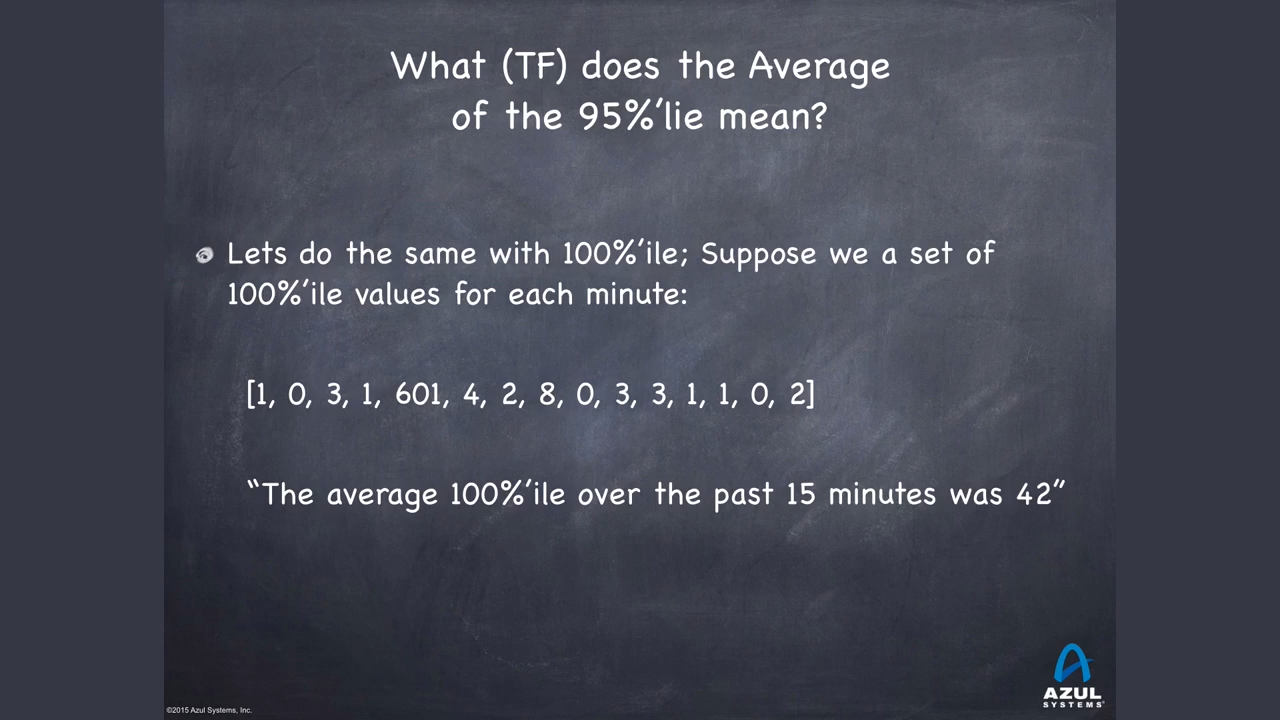 What (TF) does the Average
of the 95%'lie mean?
Lets do the same with 100%'ile; Suppose we a set of
100%'ile values for each minute:
[1, 0, 3, 1, 601, 4, 2, 8, 0, 3, 3, 1, 1, 0, 2]
“The average 100%'ile over the past 15 minutes was 42”
AZUL
SYSTEMS®
©2015 Azul Systems, Inc.